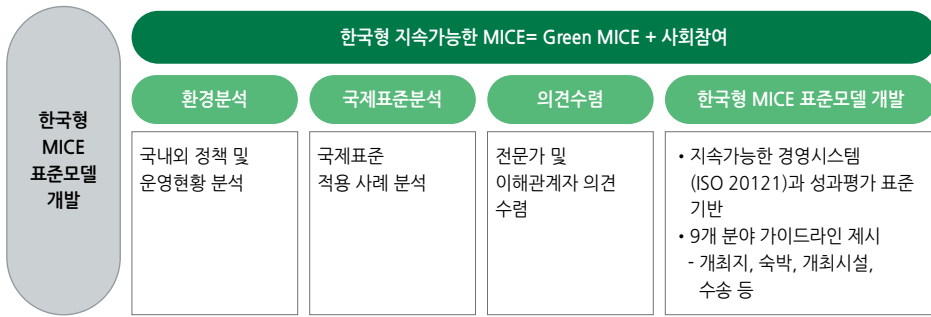 한국형
MICE
표준모델
개발
한국형 지속가능한 MICE= Green MICE + 사회참여
환경분석
국내외 정책 및
운영현황 분석
국제표준분석
국제표준
적용 사례 분석
의견수렴
전문가 및
이해관계자 의견
수렴
한국형 MICE 표준모델 개발
• 지속가능한 경영시스템
(ISO 20121)과 성과평가 표준
기반
• 9개 분야 가이드라인 제시
- 개최지, 숙박, 개최시설,
수송 등